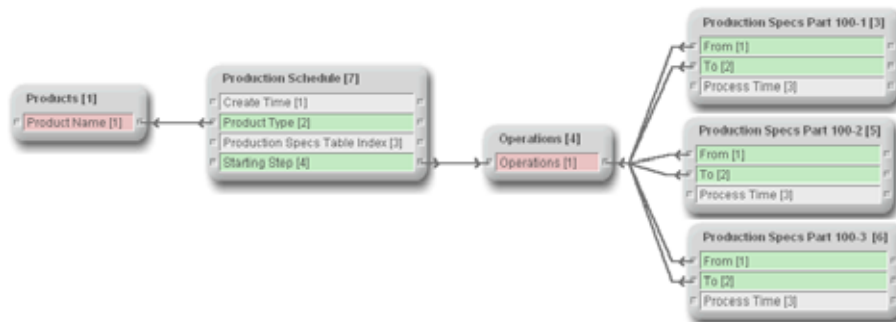 Products [1]
Product Name [1]
Production Schedule [7]
Create Time [1]
Product Type [2]
Production Specs Table Index [3]
Starting Step [4]
Operations [4]
Operations [1]
Production Specs Part 100-1 [3]
From [1]
To [2]
Process Time [3]
Production Specs Part 100-2 [5]
From [1]
To [2]
Process Time [3]
Production Specs Part 100-3 [6]
From [1]
To [2]
Process Time [3]